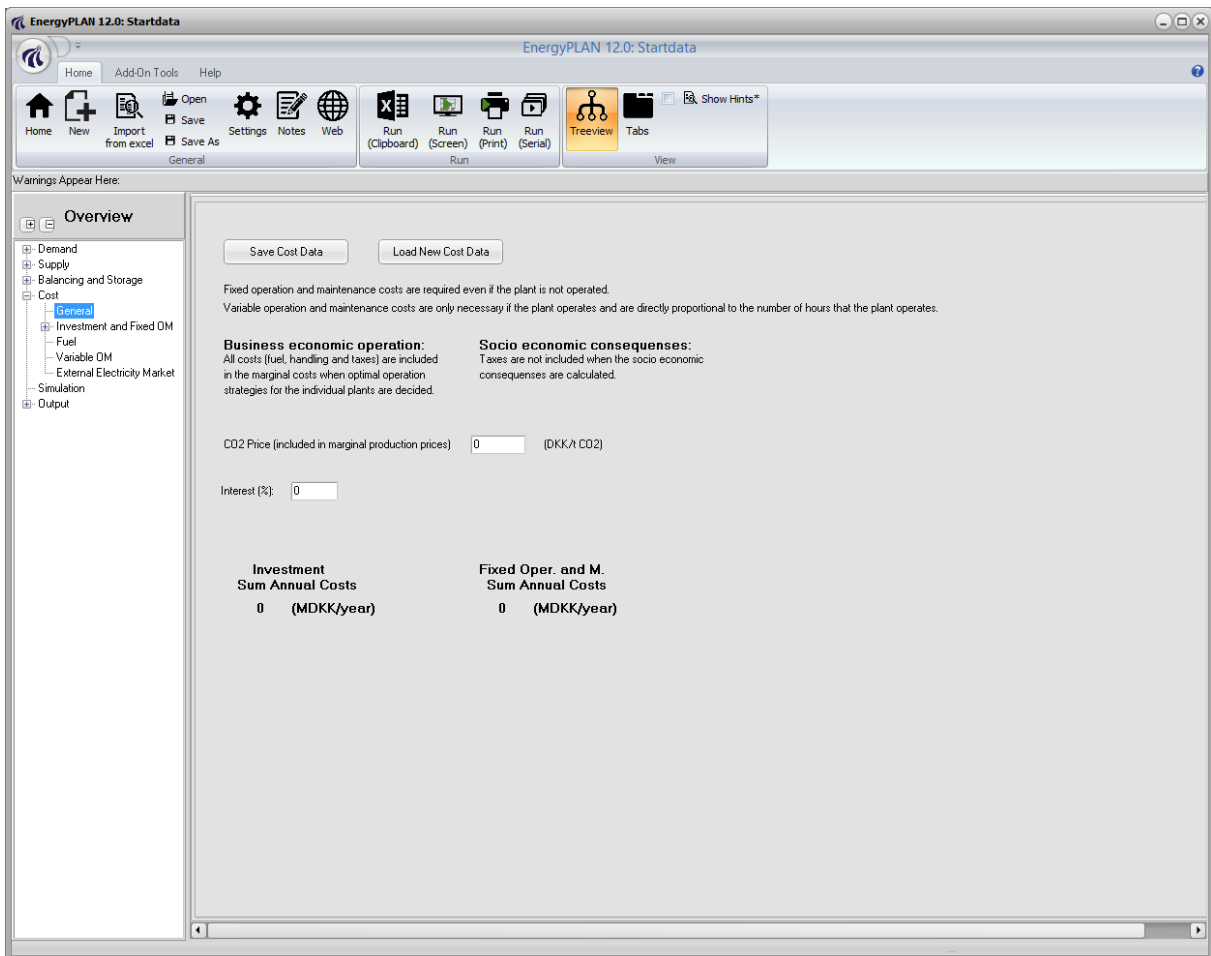 EnergyPLAN 12.0: Startdata
EnergyPLAN 12.0: Startdata
Home Add-On Tools Help
Home New Import from excel Open Save Save As Settings Notes Web Run (Clipboard) Run (Screen) Run (Print) Run (Serial) Treeview Tabs Show Hints*
General Run View
Warnings Appear Here:
Overview
Demand
Supply
Balancing and Storage
Cost
General
Investment and Fixed OM
Fuel
Variable OM
External Electricity Market
Simulation
Output
Save Cost Data Load New Cost Data
Fixed operation and maintenance costs are required even if the plant is not operated.
Variable operation and maintenance costs are only necessary if the plant operates and are directly proportional to the number of hours that the plant operates.
Business economic operation:
All costs (fuel, handling and taxes) are included
in the marginal costs when optimal operation
strategies for the individual plants are decided.
Socio economic consequenses:
Taxes are not included when the socio economic
consequenses are calculated.
CO2 Price (included in marginal production prices) 0 (DKK/t CO2)
Interest (%): 0
Investment
Sum Annual Costs
0 (MDKK/year)
Fixed Oper. and M.
Sum Annual Costs
0 (MDKK/year)